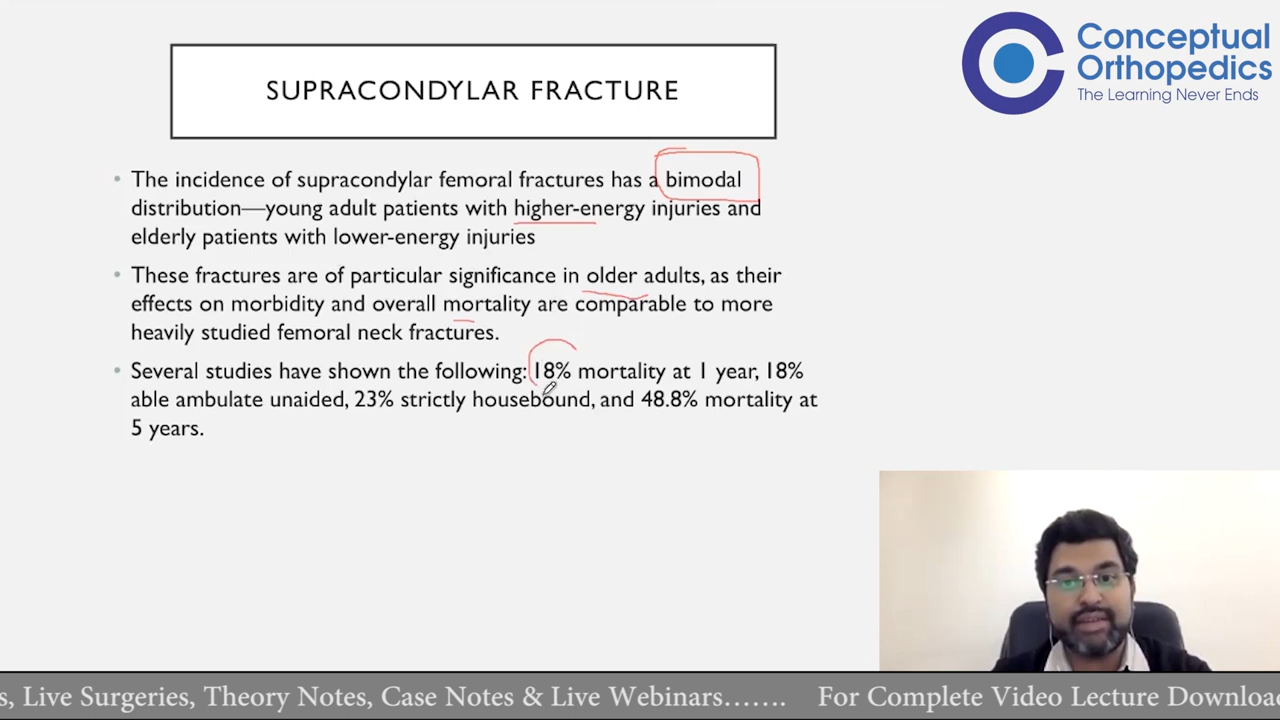 Conceptual
Orthopedics
The Learning Never Ends
SUPRACONDYLAR FRACTURE
• The incidence of supracondylar femoral fractures has a bimodal
distribution—young adult patients with higher-energy injuries and
elderly patients with lower-energy injuries
• These fractures are of particular significance in older adults, as their
effects on morbidity and overall mortality are comparable to more
heavily studied femoral neck fractures.
• Several studies have shown the following: 18% mortality at 1 year, 18%
able ambulate unaided, 23% strictly housebound, and 48.8% mortality at
5 years.
s, Live Surgeries, Theory Notes, Case Notes & Live Webinars……. For Complete Video Lecture Downloa